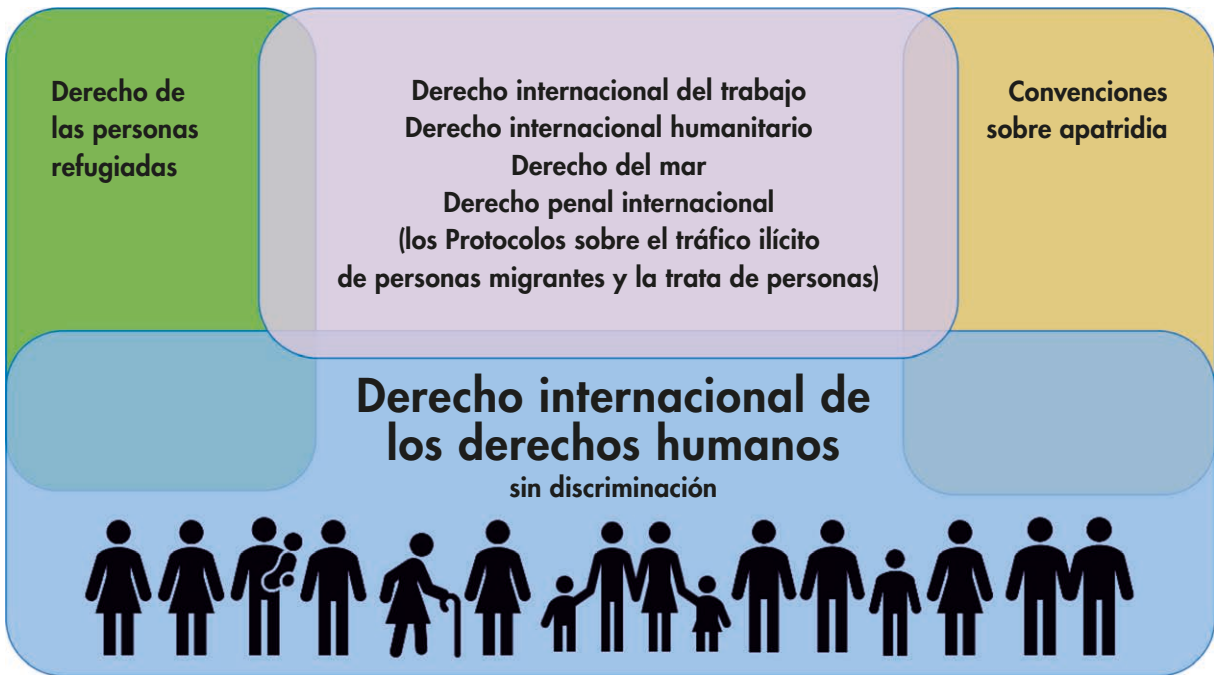 Derecho de
las personas
refugiadas
Derecho internacional del trabajo
Derecho internacional humanitario
Derecho del mar
Derecho penal internacional
(los Protocolos sobre el tráfico ilícito
de personas migrantes y la trata de personas)
Convenciones
sobre apatridia
Derecho internacional de
los derechos humanos
sin discriminación